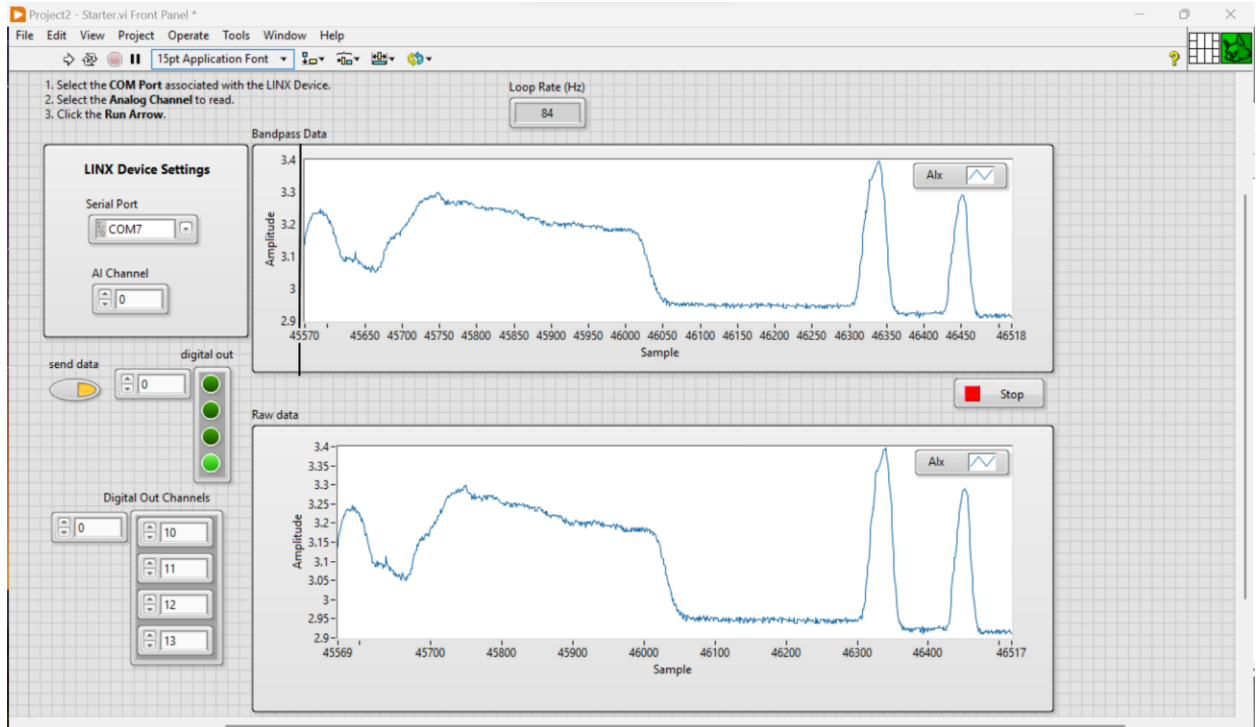 Project2 - Starter.vi Front Panel *
File Edit View Project Operate Tools Window Help
15pt Application Font
1. Select the COM Port associated with the LINX Device.
2. Select the Analog Channel to read.
3. Click the Run Arrow.
Loop Rate (Hz)
84
LINX Device Settings
Serial Port
COM7
AI Channel
0
Bandpass Data
AIx
Amplitude
3.4
3.3
3.2
3.1
3
2.9
45570 45650 45700 45750 45800 45850 45900 45950 46000 46050 46100 46150 46200 46250 46300 46350 46400 46450 46518
Sample
send data
0
digital out
Stop
Digital Out Channels
0
10
11
12
13
Raw data
AIx
Amplitude
3.4
3.35
3.3
3.25
3.2
3.15
3.1
3.05
3
2.95
2.9
45569 45700 45800 45900 46000 46100 46200 46300 46400 46517
Sample